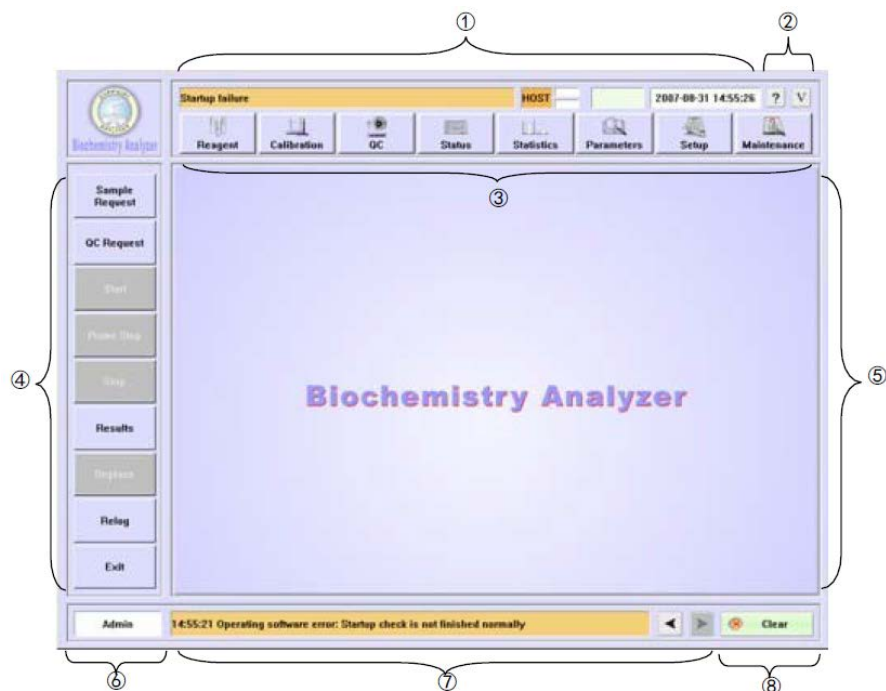 ① ②
Startup failure HOST 2007-08-31 14:55:26 ? V
Biochemistry Analyzer
Reagent Calibration QC Status Statistics Parameters Setup Maintenance
③
Sample
Request
QC Request
Start
Stop
④
⑤
Biochemistry Analyzer
Results
Relog
Exit
Admin 14:55:21 Operating software error: Startup check is not finished normally Clear
⑥ ⑦ ⑧